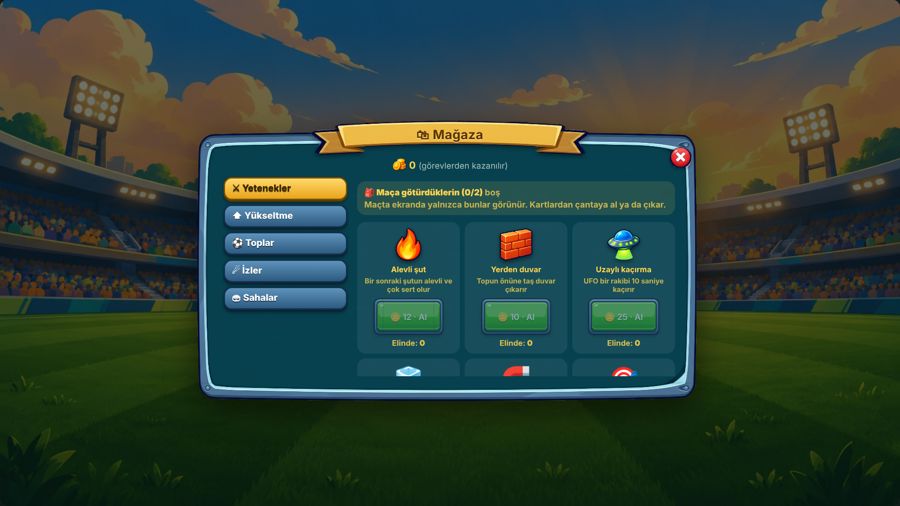 Mağaza
0 (görevlerden kazanılır)
Yetenekler
Yükseltme
Toplar
İzler
Sahalar
Maça götürdüklerin (0/2) boş
Maçta ekranda yalnızca bunlar görünür. Kartlardan çantaya al ya da çıkar.
Alevli şut
Bir sonraki şutun alevli ve
çok sert olur
12 · Al
Elinde: 0
Yerden duvar
Topun önüne taş duvar
çıkarır
10 · Al
Elinde: 0
Uzaylı kaçırma
UFO bir rakibi 10 saniye
kaçırır
25 · Al
Elinde: 0